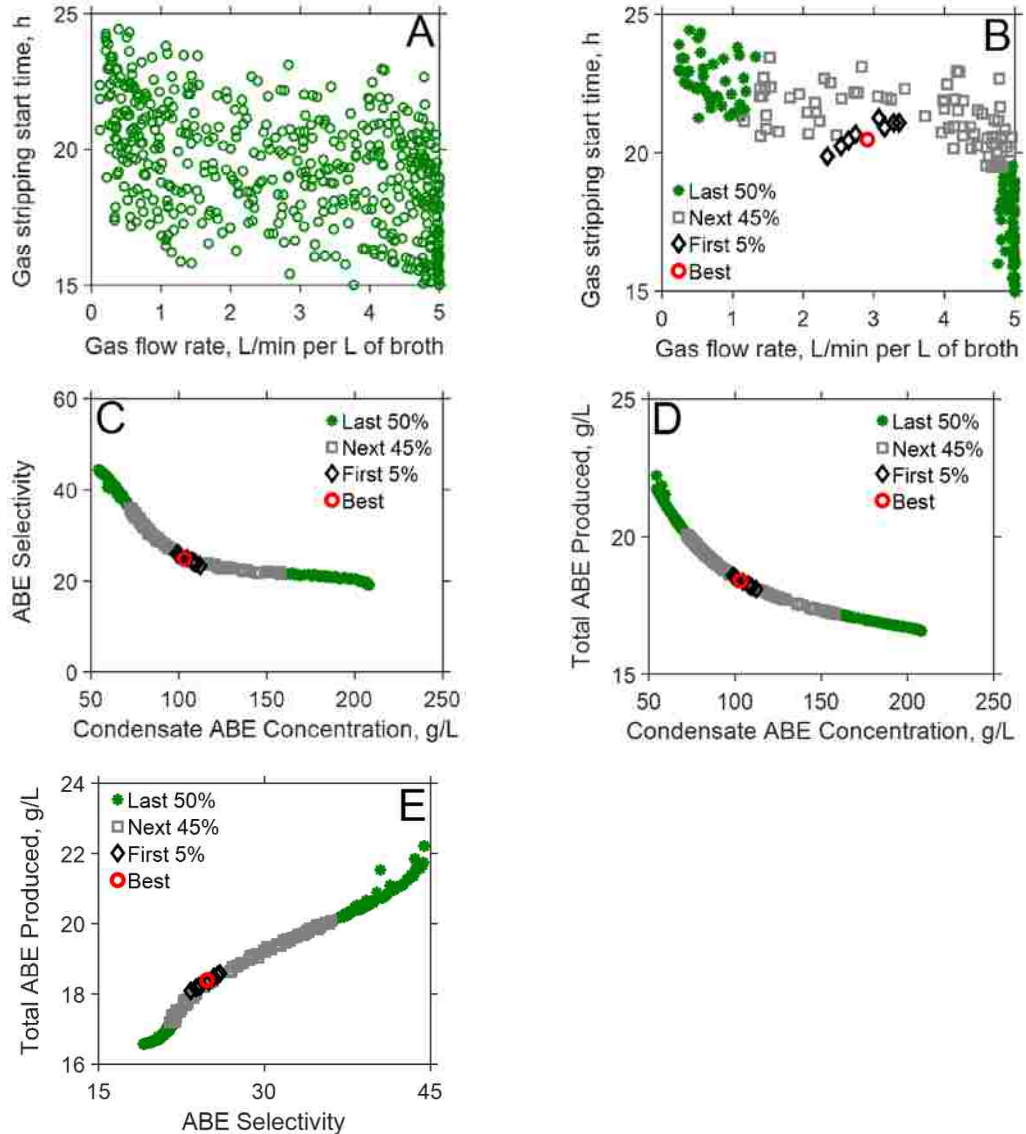 A
25
20
15
Gas stripping start time, h
0 1 2 3 4 5
Gas flow rate, L/min per L of broth
B
25
20
15
Gas stripping start time, h
Last 50%
Next 45%
First 5%
Best
0 1 2 3 4 5
Gas flow rate, L/min per L of broth
C
60
40
20
0
ABE Selectivity
Last 50%
Next 45%
First 5%
Best
50 100 150 200 250
Condensate ABE Concentration, g/L
D
25
20
15
Total ABE Produced, g/L
Last 50%
Next 45%
First 5%
Best
50 100 150 200 250
Condensate ABE Concentration, g/L
E
24
22
20
18
16
Total ABE Produced, g/L
Last 50%
Next 45%
First 5%
Best
15 30 45
ABE Selectivity